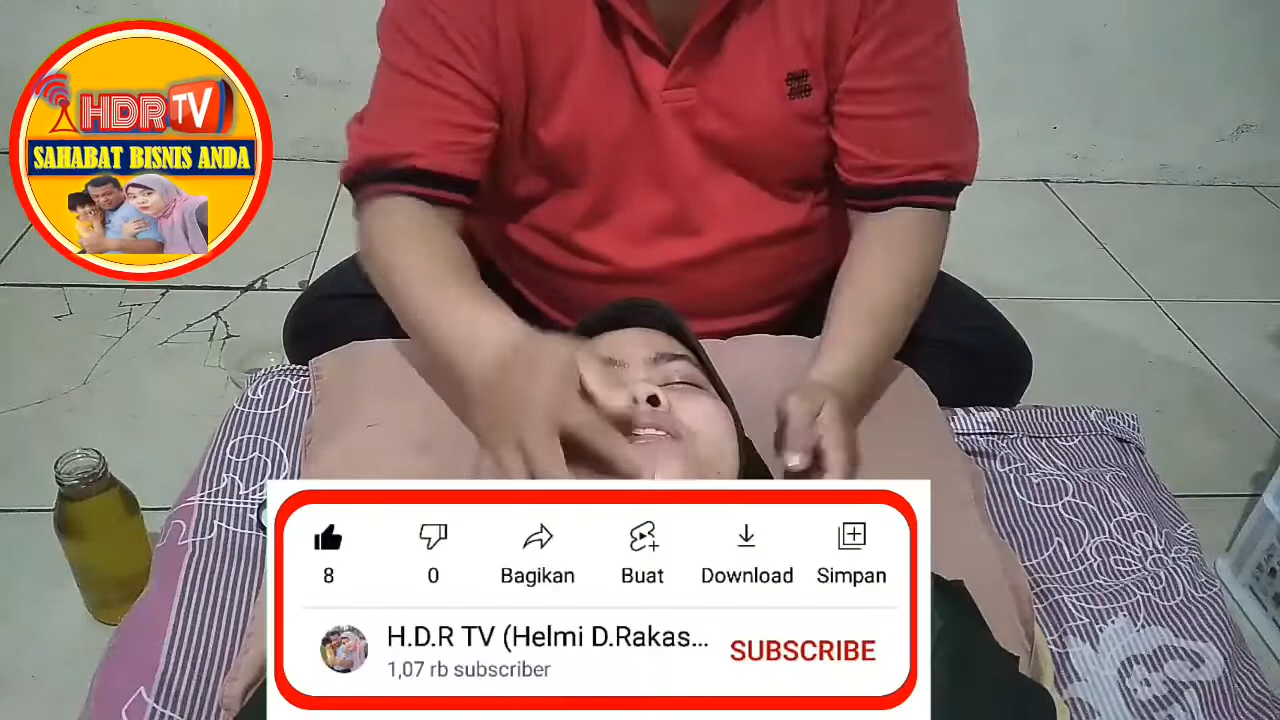 HDR TV
SAHABAT BISNIS ANDA
8
0
Bagikan
Buat
Download
Simpan
H.D.R TV (Helmi D.Rakas...
1,07 rb subscriber
SUBSCRIBE